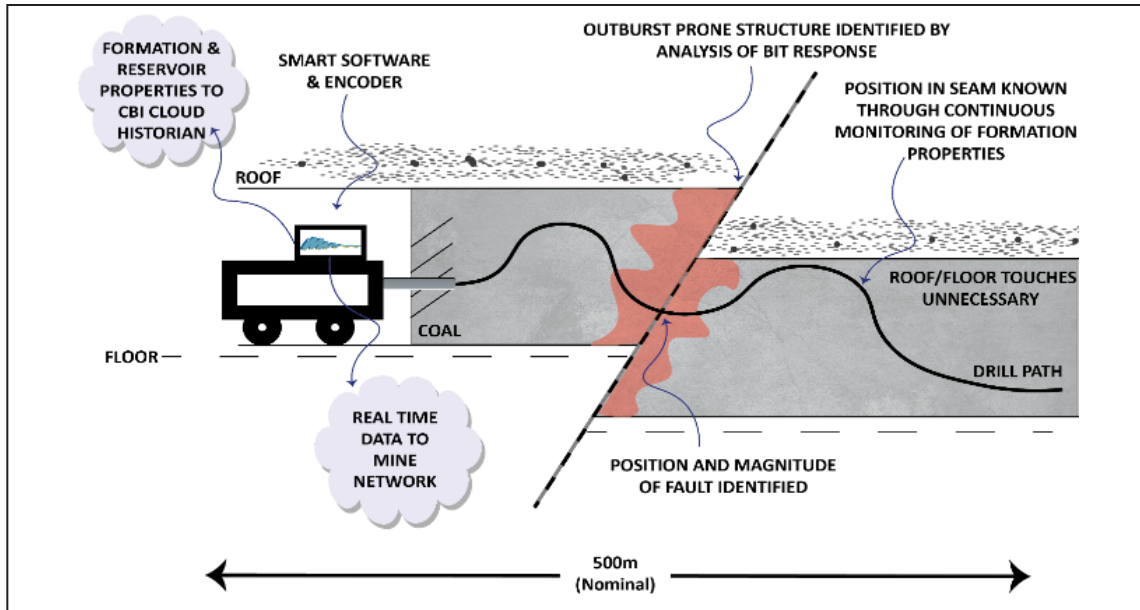 FORMATION &
RESERVOIR
PROPERTIES TO
CBI CLOUD
HISTORIAN
SMART SOFTWARE
& ENCODER
OUTBURST PRONE STRUCTURE IDENTIFIED BY
ANALYSIS OF BIT RESPONSE
POSITION IN SEAM KNOWN
THROUGH CONTINUOUS
MONITORING OF FORMATION
PROPERTIES
ROOF
ROOF/FLOOR TOUCHES
UNNECESSARY
COAL
FLOOR
DRILL PATH
REAL TIME
DATA TO
MINE
NETWORK
POSITION AND MAGNITUDE
OF FAULT IDENTIFIED
500m
(Nominal)